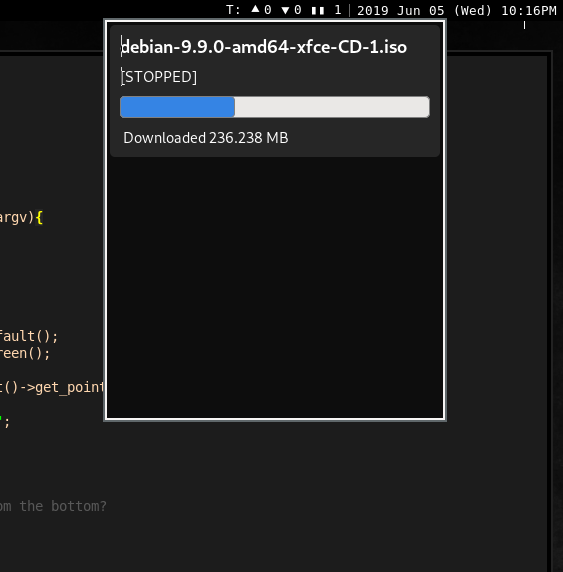 T: ▲ 0 ▼ 0 ▮▮ 1 | 2019 Jun 05 (Wed) 10:16PM
debian-9.9.0-amd64-xfce-CD-1.iso
[STOPPED]
Downloaded 236.238 MB
argv){
fault();
reen();
t()->get_point
";
om the bottom?